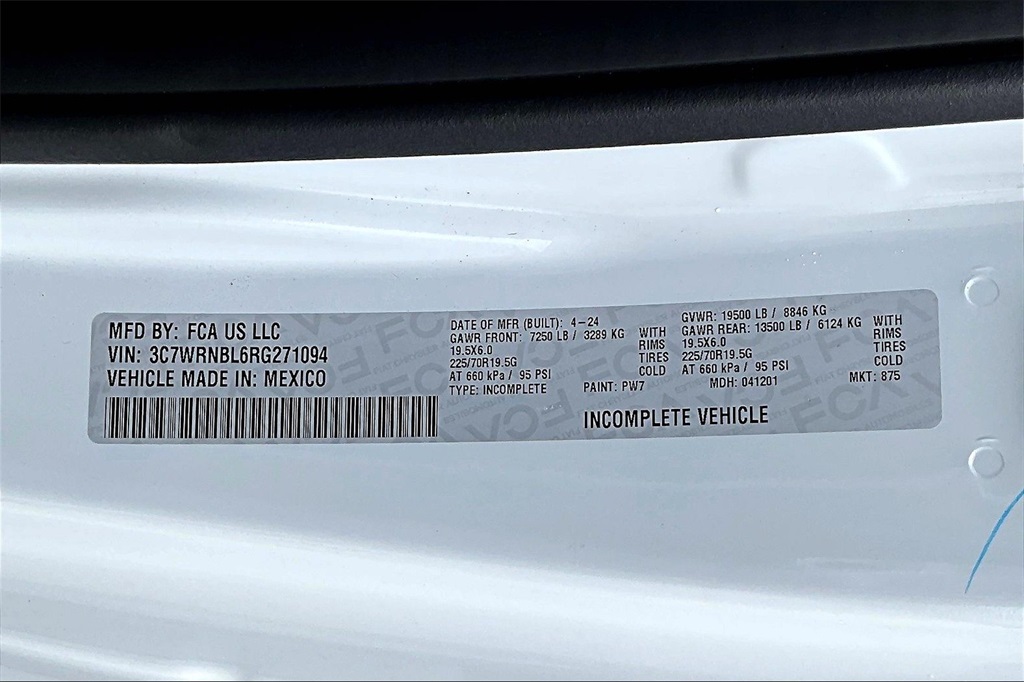 MFD BY: FCA US LLC
VIN: 3C7WRNBL6RG271094
VEHICLE MADE IN: MEXICO
DATE OF MFR (BUILT): 4-24
GAWR FRONT: 7250 LB / 3289 KG
19.5X6.0
225/70R19.5G
AT 660 kPa / 95 PSI
TYPE: INCOMPLETE
WITH
RIMS
TIRES
COLD
PAINT: PW7
GVWR: 19500 LB / 8846 KG
GAWR REAR: 13500 LB / 6124 KG
19.5X6.0
225/70R19.5G
AT 660 kPa / 95 PSI
MDH: 041201
WITH
RIMS
TIRES
COLD
MKT: 875
INCOMPLETE VEHICLE